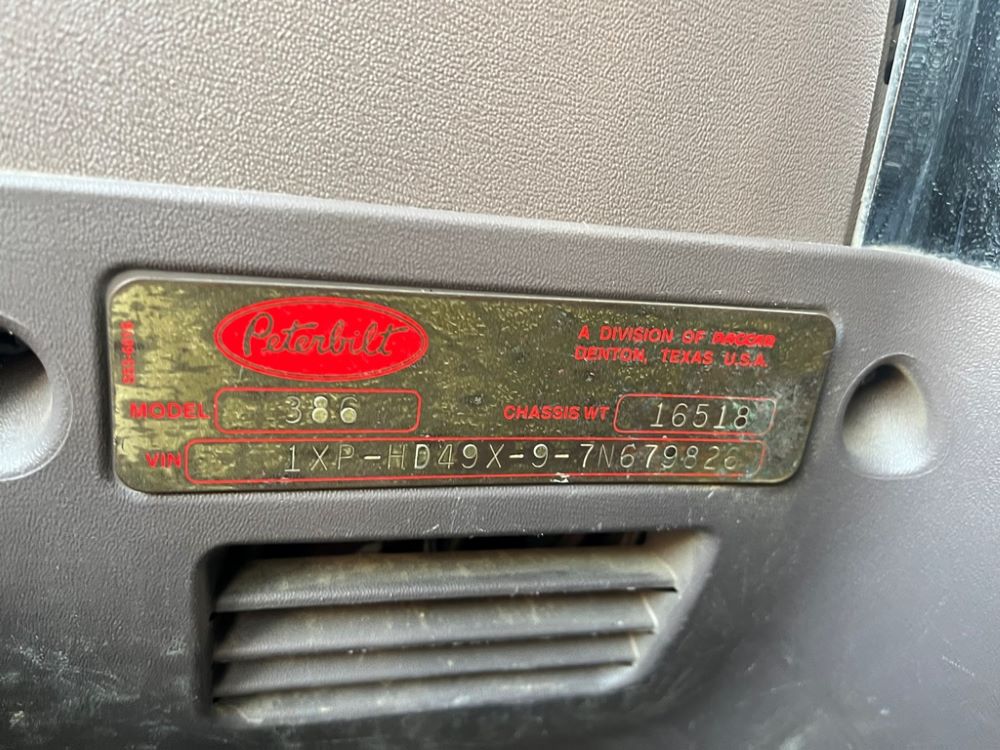 Peterbilt
A DIVISION OF PACCAR
DENTON, TEXAS U.S.A.
MODEL 386
CHASSIS WT 16518
VIN 1XP-HD49X-9-7N679826